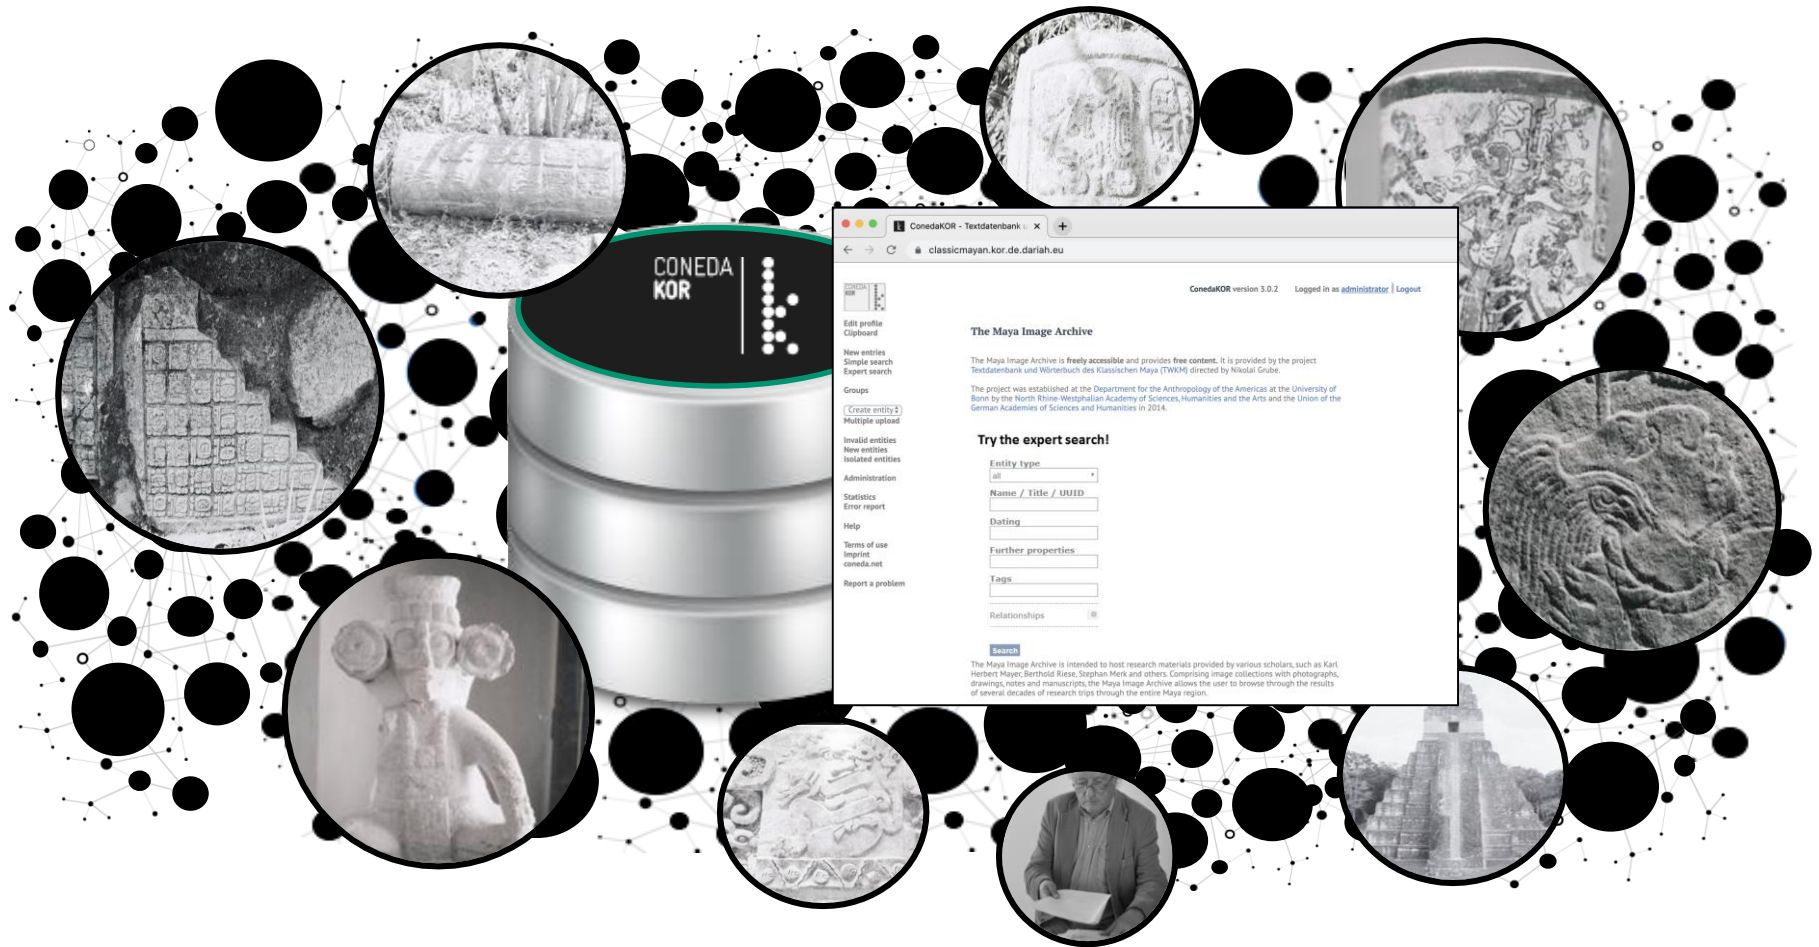 CONEDA
KOR
ConedaKOR - Textdatenbank
classicmayan.kor.de.dariah.eu
CONEDA
KOR
ConedaKOR version 3.0.2 Logged in as administrator | Logout
Edit profile
Clipboard
New entries
Simple search
Expert search
Groups
Create entity
Multiple upload
Invalid entities
New entities
Isolated entities
Administration
Statistics
Error report
Help
Terms of use
Imprint
coneda.net
Report a problem
The Maya Image Archive
The Maya Image Archive is freely accessible and provides free content. It is provided by the project
Textdatenbank und Wörterbuch des Klassischen Maya (TWKM) directed by Nikolai Grube.
The project was established at the Department for the Anthropology of the Americas at the University of
Bonn by the North Rhine-Westphalian Academy of Sciences, Humanities and the Arts and the Union of the
German Academies of Sciences and Humanities in 2014.
Try the expert search!
Entity type
all
Name / Title / UUID
Dating
Further properties
Tags
Relationships
Search
The Maya Image Archive is intended to host research materials provided by various scholars, such as Karl
Herbert Mayer, Berthold Riese, Stephan Merk and others. Comprising image collections with photographs,
drawings, notes and manuscripts, the Maya Image Archive allows the user to browse through the results
of several decades of research trips through the entire Maya region.